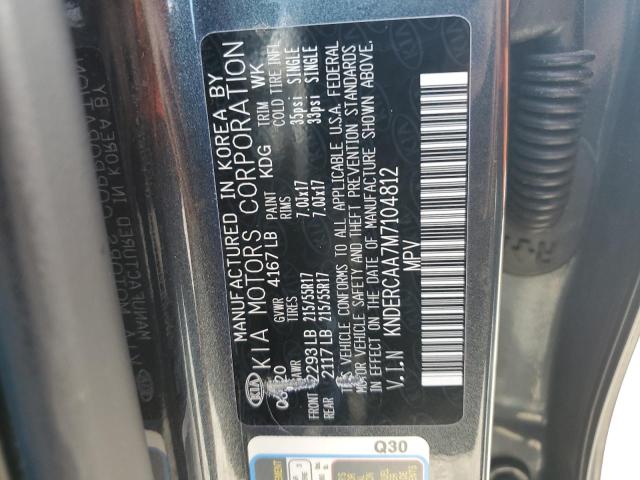 MANUFACTURED IN KOREA BY
KIA KIA MOTORS CORPORATION
GVWR 4167 LB PAINT KDG TRIM WK
GAWR TIRES RIMS COLD TIRE INFL
FRONT 2293 LB 215/55R17 7.0Jx17 35psi SINGLE
REAR 2117 LB 215/55R17 7.0Jx17 33psi SINGLE
VEHICLE CONFORMS TO ALL APPLICABLE U.S.A. FEDERAL
MOTOR VEHICLE SAFETY AND THEFT PREVENTION STANDARDS
IN EFFECT ON THE DATE OF MANUFACTURE SHOWN ABOVE.
V.I.N KNDERCAA7M7104812
MPV
Q30